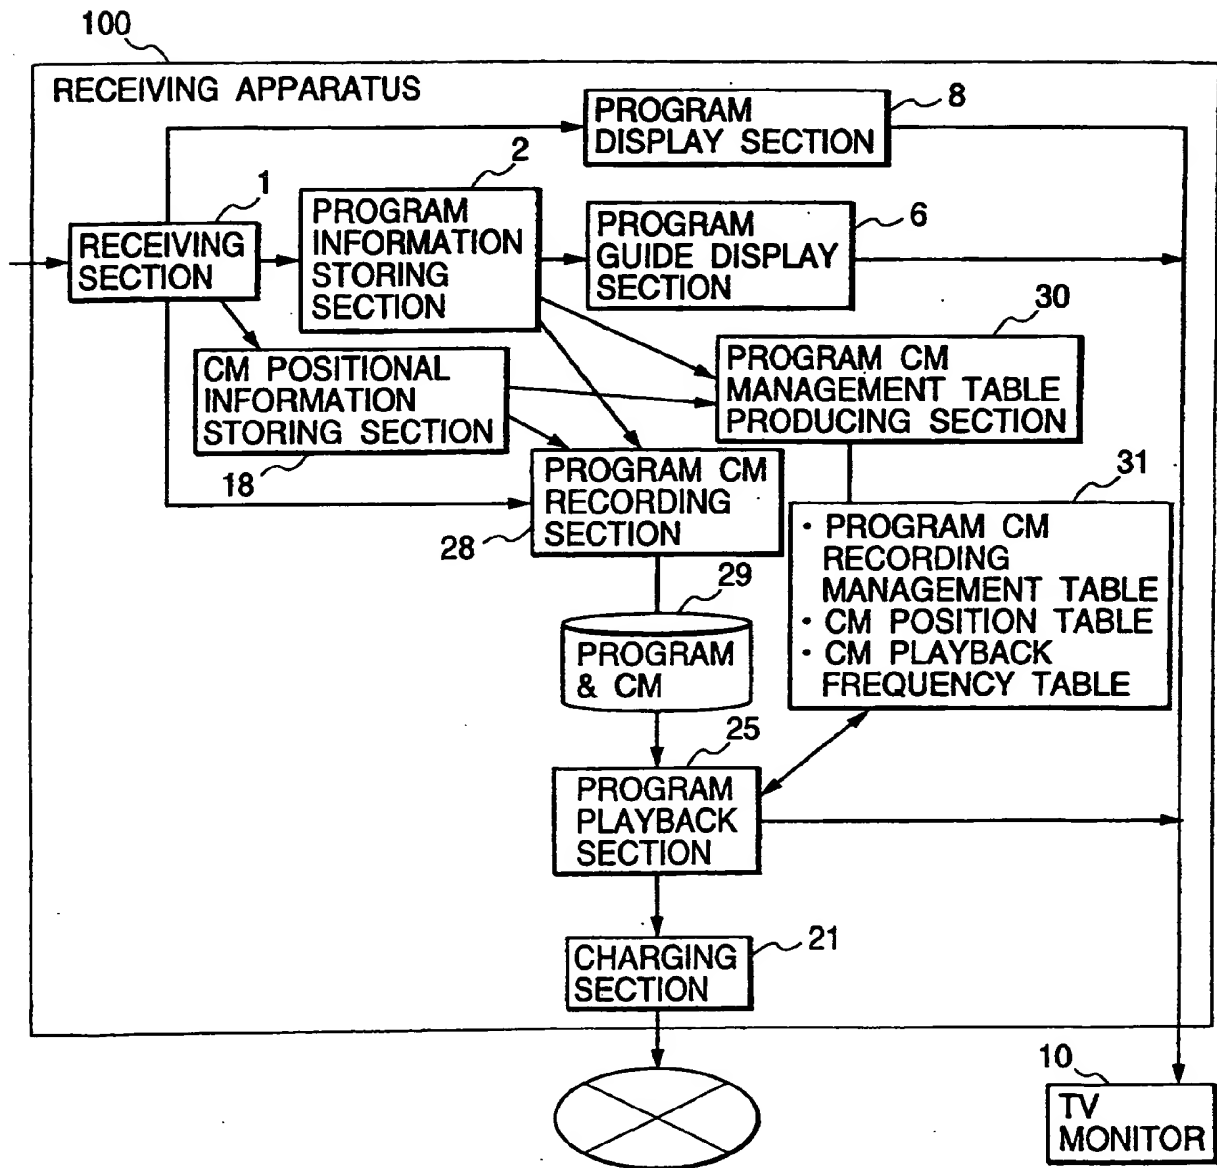 100
RECEIVING APPARATUS
PROGRAM
DISPLAY SECTION
8
1
RECEIVING
SECTION
2
PROGRAM
INFORMATION
STORING
SECTION
PROGRAM
GUIDE DISPLAY
SECTION
6
CM POSITIONAL
INFORMATION
STORING SECTION
18
30
PROGRAM CM
MANAGEMENT TABLE
PRODUCING SECTION
PROGRAM CM
RECORDING
SECTION
28
31
· PROGRAM CM
RECORDING
MANAGEMENT TABLE
· CM POSITION TABLE
· CM PLAYBACK
FREQUENCY TABLE
29
PROGRAM
& CM
25
PROGRAM
PLAYBACK
SECTION
CHARGING
SECTION
21
10
TV
MONITOR